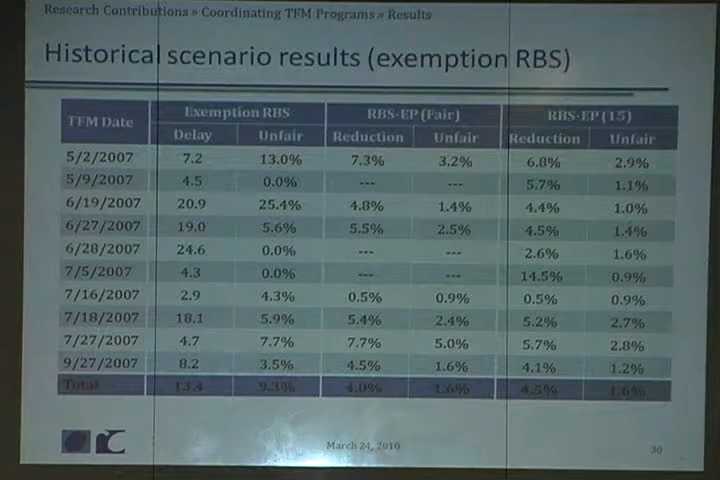 Research Contributions » Coordinating TFM Programs » Results
Historical scenario results (exemption RBS)
TFM Date Exemption RBS RBS-EP (Fair) RBS-EP (15)
Delay Unfair Reduction Unfair Reduction Unfair
5/2/2007 7.2 13.0% 7.3% 3.2% 6.8% 2.9%
5/9/2007 4.5 0.0% --- --- 5.7% 1.1%
6/19/2007 20.9 25.4% 4.8% 1.4% 4.4% 1.0%
6/27/2007 19.0 5.6% 5.5% 2.5% 4.5% 1.4%
6/28/2007 24.6 0.0% --- --- 2.6% 1.6%
7/5/2007 4.3 0.0% --- --- 14.5% 0.9%
7/16/2007 2.9 4.3% 0.5% 0.9% 0.5% 0.9%
7/18/2007 18.1 5.9% 5.4% 2.4% 5.2% 2.7%
7/27/2007 4.7 7.7% 7.7% 5.0% 5.7% 2.8%
9/27/2007 8.2 3.5% 4.5% 1.6% 4.1% 1.2%
Total 13.4 9.3% 4.0% 1.6% 4.5% 1.6%
March 24, 2010
30